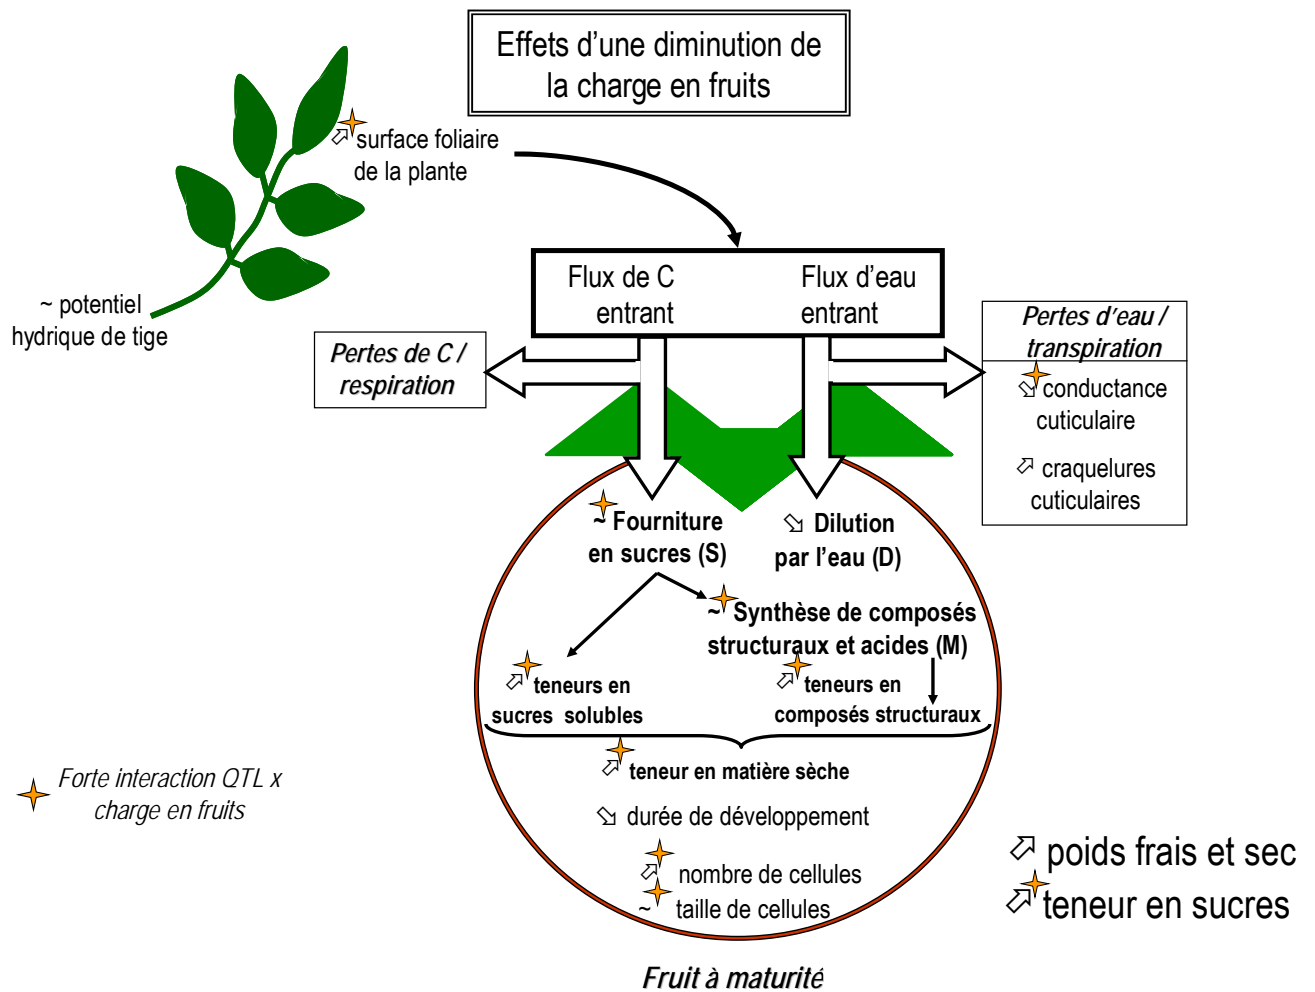 Effets d'une diminution de
la charge en fruits
surface foliaire
de la plante
~ potentiel
hydrique de tige
Flux de C
entrant
Flux d'eau
entrant
Pertes de C /
respiration
Pertes d'eau /
transpiration
conductance
cuticulaire
craquelures
cuticulaires
~ Fourniture
en sucres (S)
Dilution
par l'eau (D)
~ Synthèse de composés
structuraux et acides (M)
teneurs en
sucres solubles
teneurs en
composés structuraux
teneur en matière sèche
durée de développement
nombre de cellules
~ taille de cellules
Forte interaction QTL x
charge en fruits
poids frais et sec
teneur en sucres
Fruit à maturité